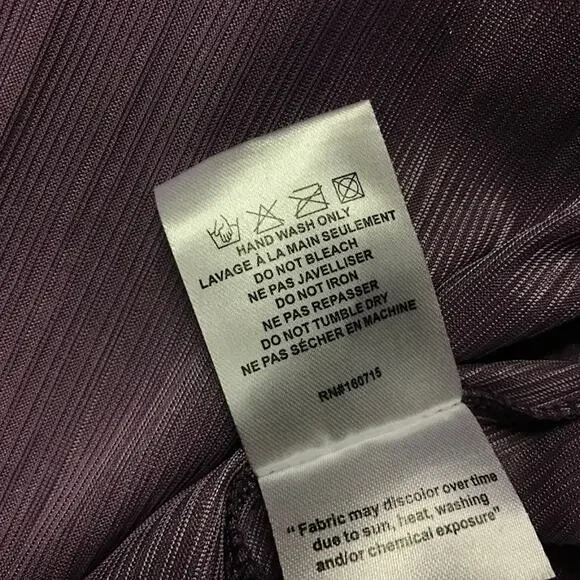 HAND WASH ONLY
LAVAGE À LA MAIN SEULEMENT
DO NOT BLEACH
NE PAS JAVELLISER
DO NOT IRON
NE PAS REPASSER
DO NOT TUMBLE DRY
NE PAS SÉCHER EN MACHINE
RN#160715
" Fabric may discolor over time
due to sun, heat, washing
and/or chemical exposure"